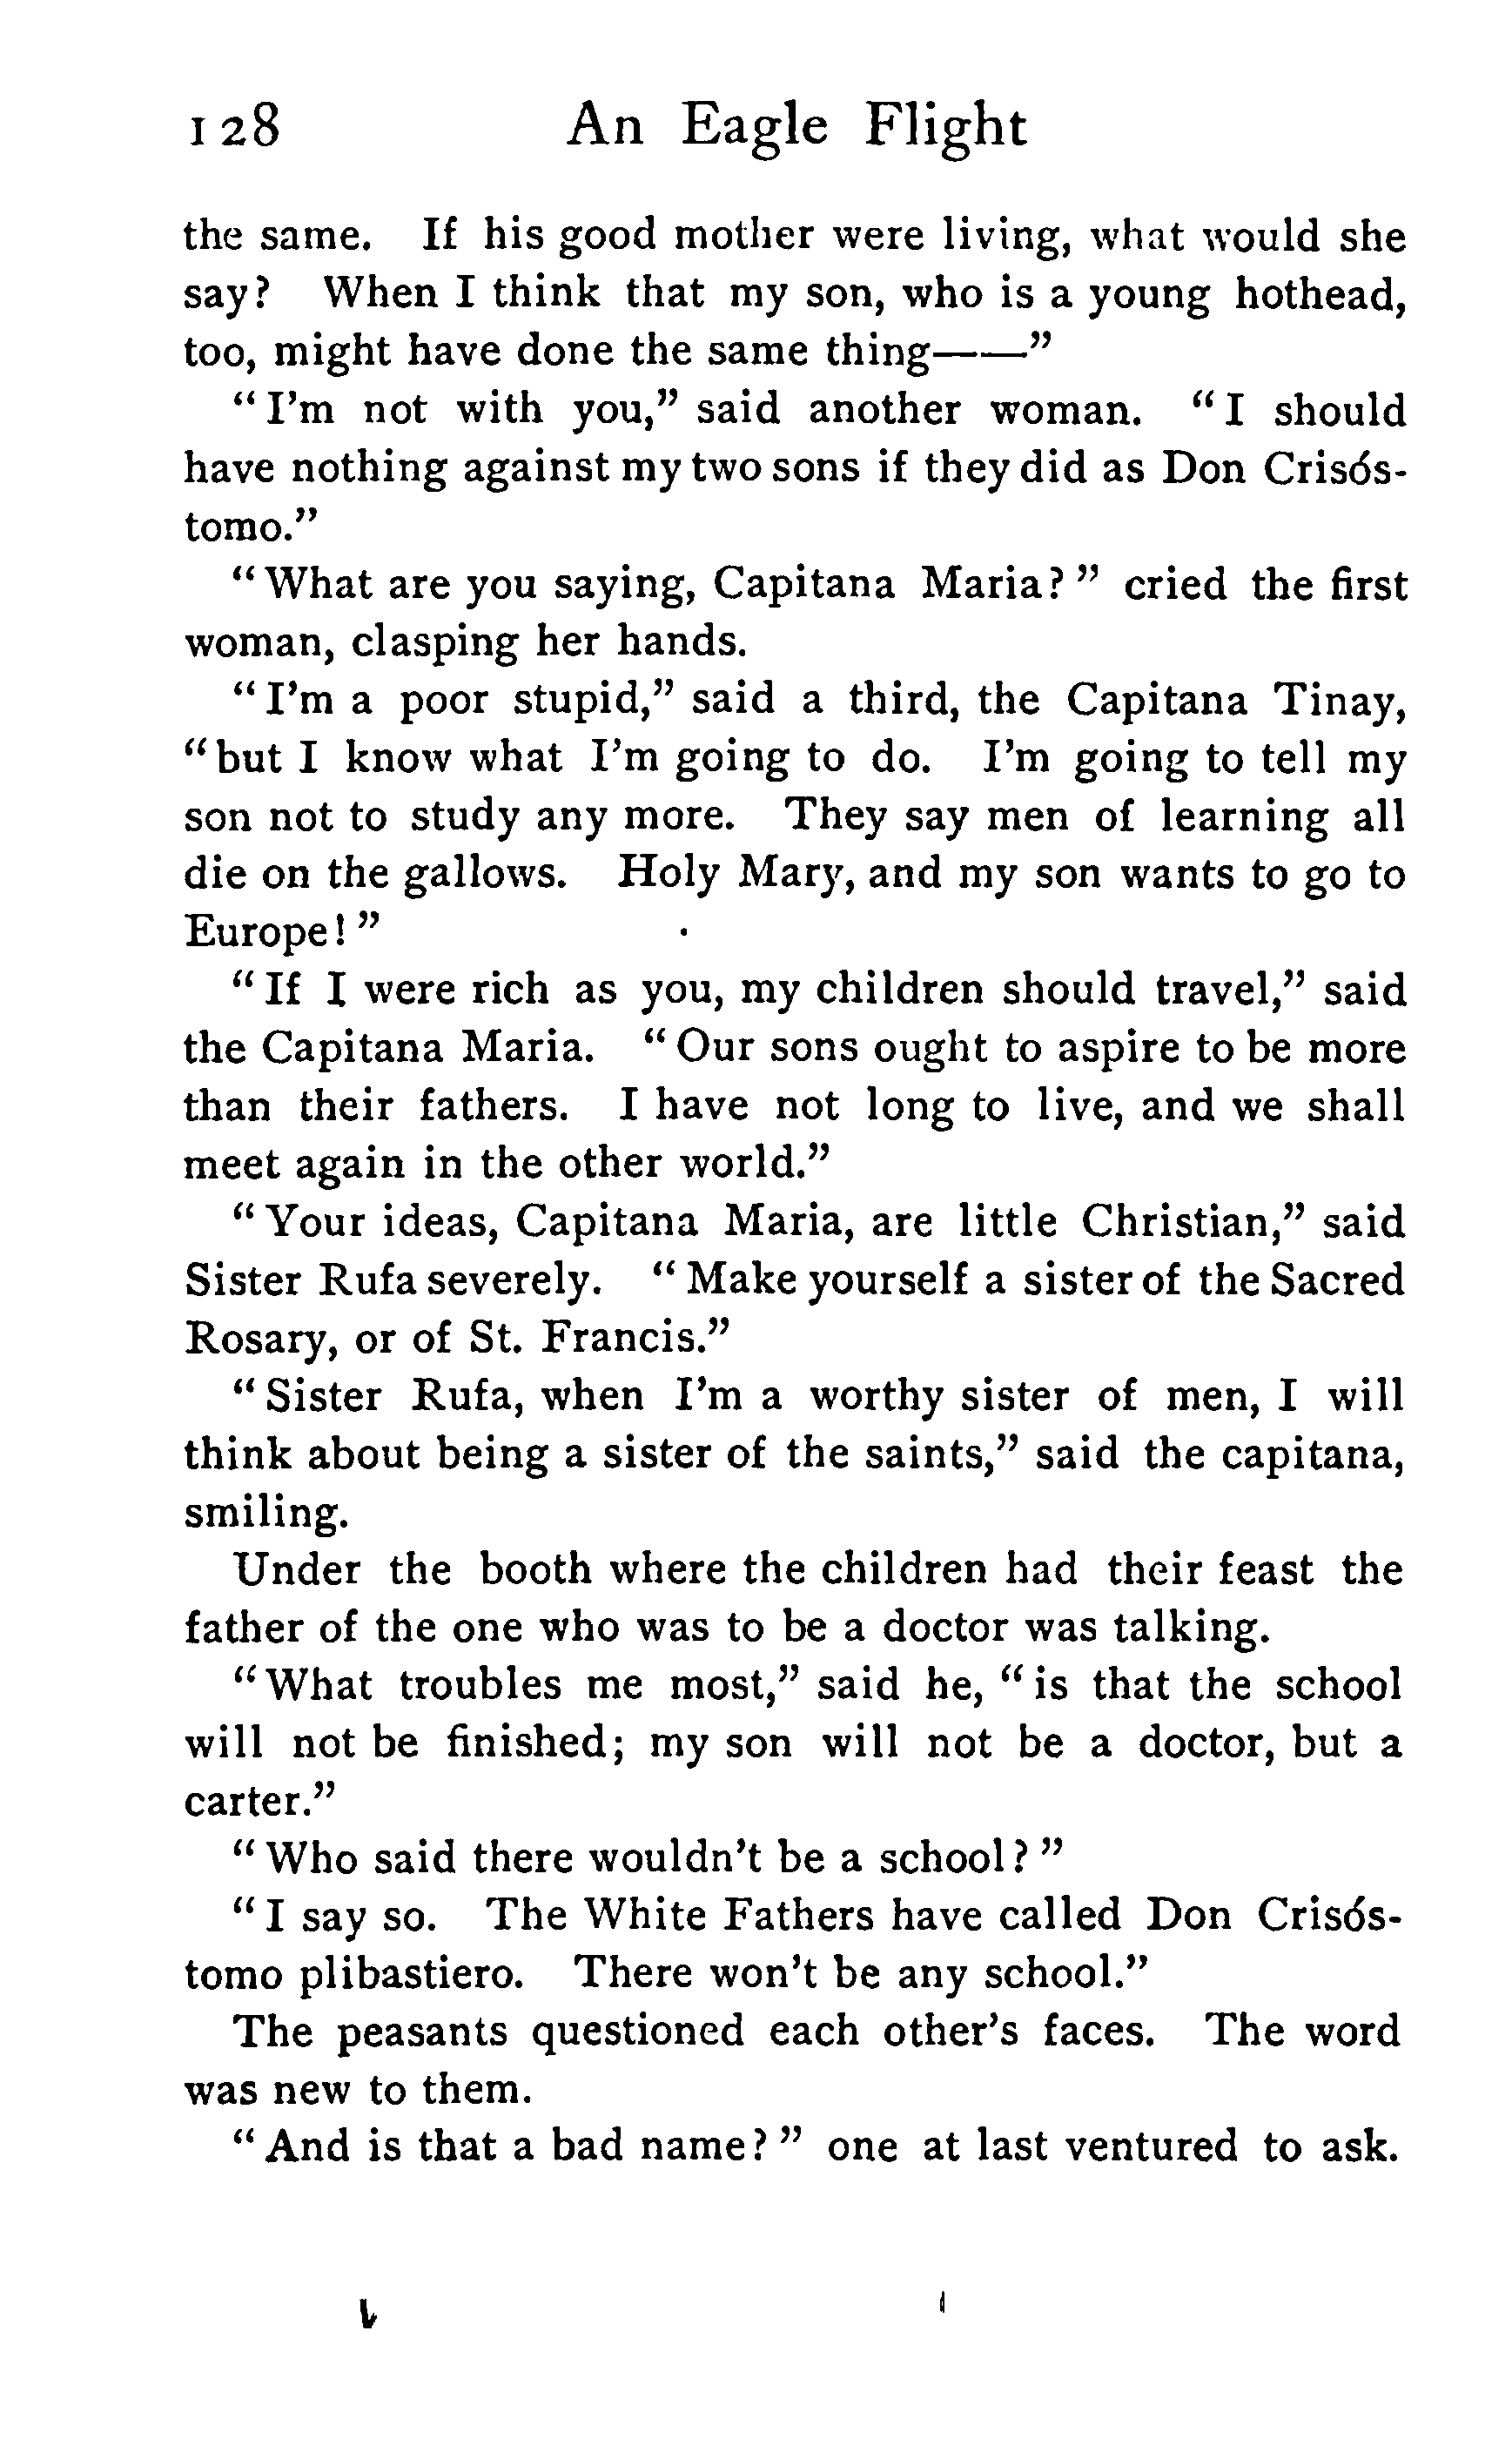 128 An Eagle Flight
the same. If his good mother were living, what would she
say? When I think that my son, who is a young hothead,
too, might have done the same thing——"
"I'm not with you," said another woman. "I should
have nothing against my two sons if they did as Don Crisós-
tomo."
"What are you saying, Capitana Maria?" cried the first
woman, clasping her hands.
"I'm a poor stupid," said a third, the Capitana Tinay,
"but I know what I'm going to do. I'm going to tell my
son not to study any more. They say men of learning all
die on the gallows. Holy Mary, and my son wants to go to
Europe!"
"If I were rich as you, my children should travel," said
the Capitana Maria. "Our sons ought to aspire to be more
than their fathers. I have not long to live, and we shall
meet again in the other world."
"Your ideas, Capitana Maria, are little Christian," said
Sister Rufa severely. "Make yourself a sister of the Sacred
Rosary, or of St. Francis."
"Sister Rufa, when I'm a worthy sister of men, I will
think about being a sister of the saints," said the capitana,
smiling.
Under the booth where the children had their feast the
father of the one who was to be a doctor was talking.
"What troubles me most," said he, "is that the school
will not be finished; my son will not be a doctor, but a
carter."
"Who said there wouldn't be a school?"
"I say so. The White Fathers have called Don Crisós-
tomo plibastiero. There won't be any school."
The peasants questioned each other's faces. The word
was new to them.
"And is that a bad name?" one at last ventured to ask.